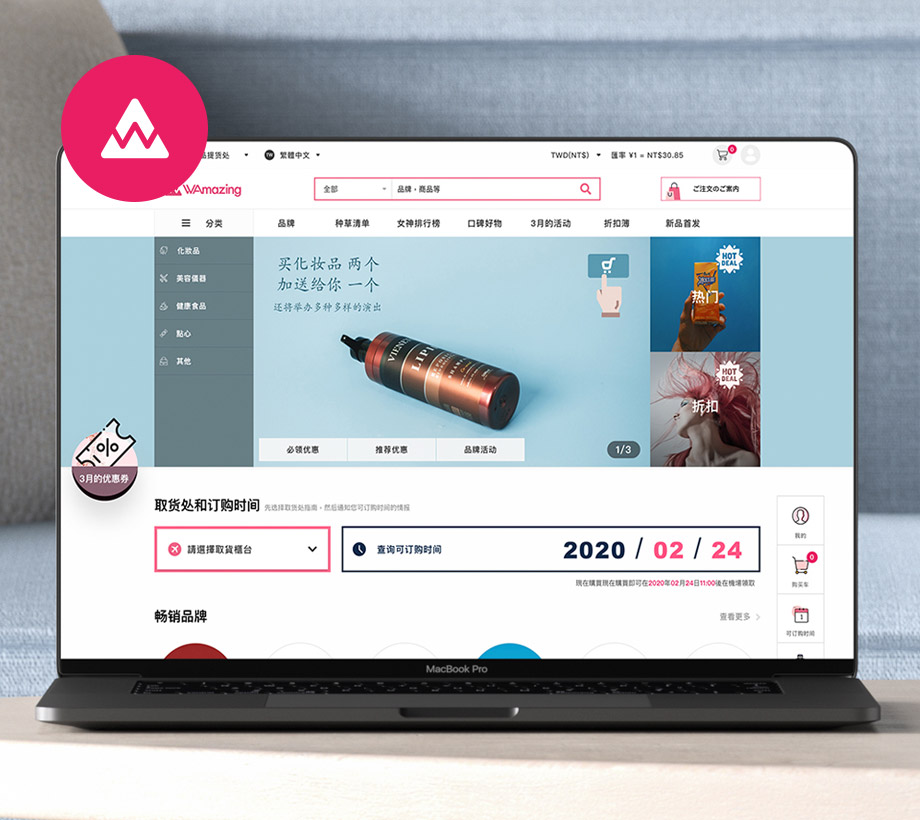 品提货处
TW 繁體中文
TWD(NT$)
匯率 ¥1 = NT$30.85
0
WAmazing
全部
品牌，商品等
ご注文のご案内
分类
品牌
种草清单
女神排行榜
口碑好物
3月的活动
折扣簿
新品首发
化妆品
美容儀器
健康食品
點心
其他
买化妆品 两个
加送给你 一个
还将举办多种多样的演出
VIENE
LIPI
HOT
DEAL
热门
HOT
DEAL
折扣
必领优惠
推荐优惠
品牌活动
1/3
%
3月的优惠券
取货处和订购时间
先选择取货处指南，然后通知您可订购时间的情报
請選擇取貨櫃台
查询可订购时间
2020 / 02 / 24
現在購買現在購買即可在2020年02月24日11:00後在機場領取
畅销品牌
查看更多
我的
0
购买车
1
可订购时间
MacBook Pro